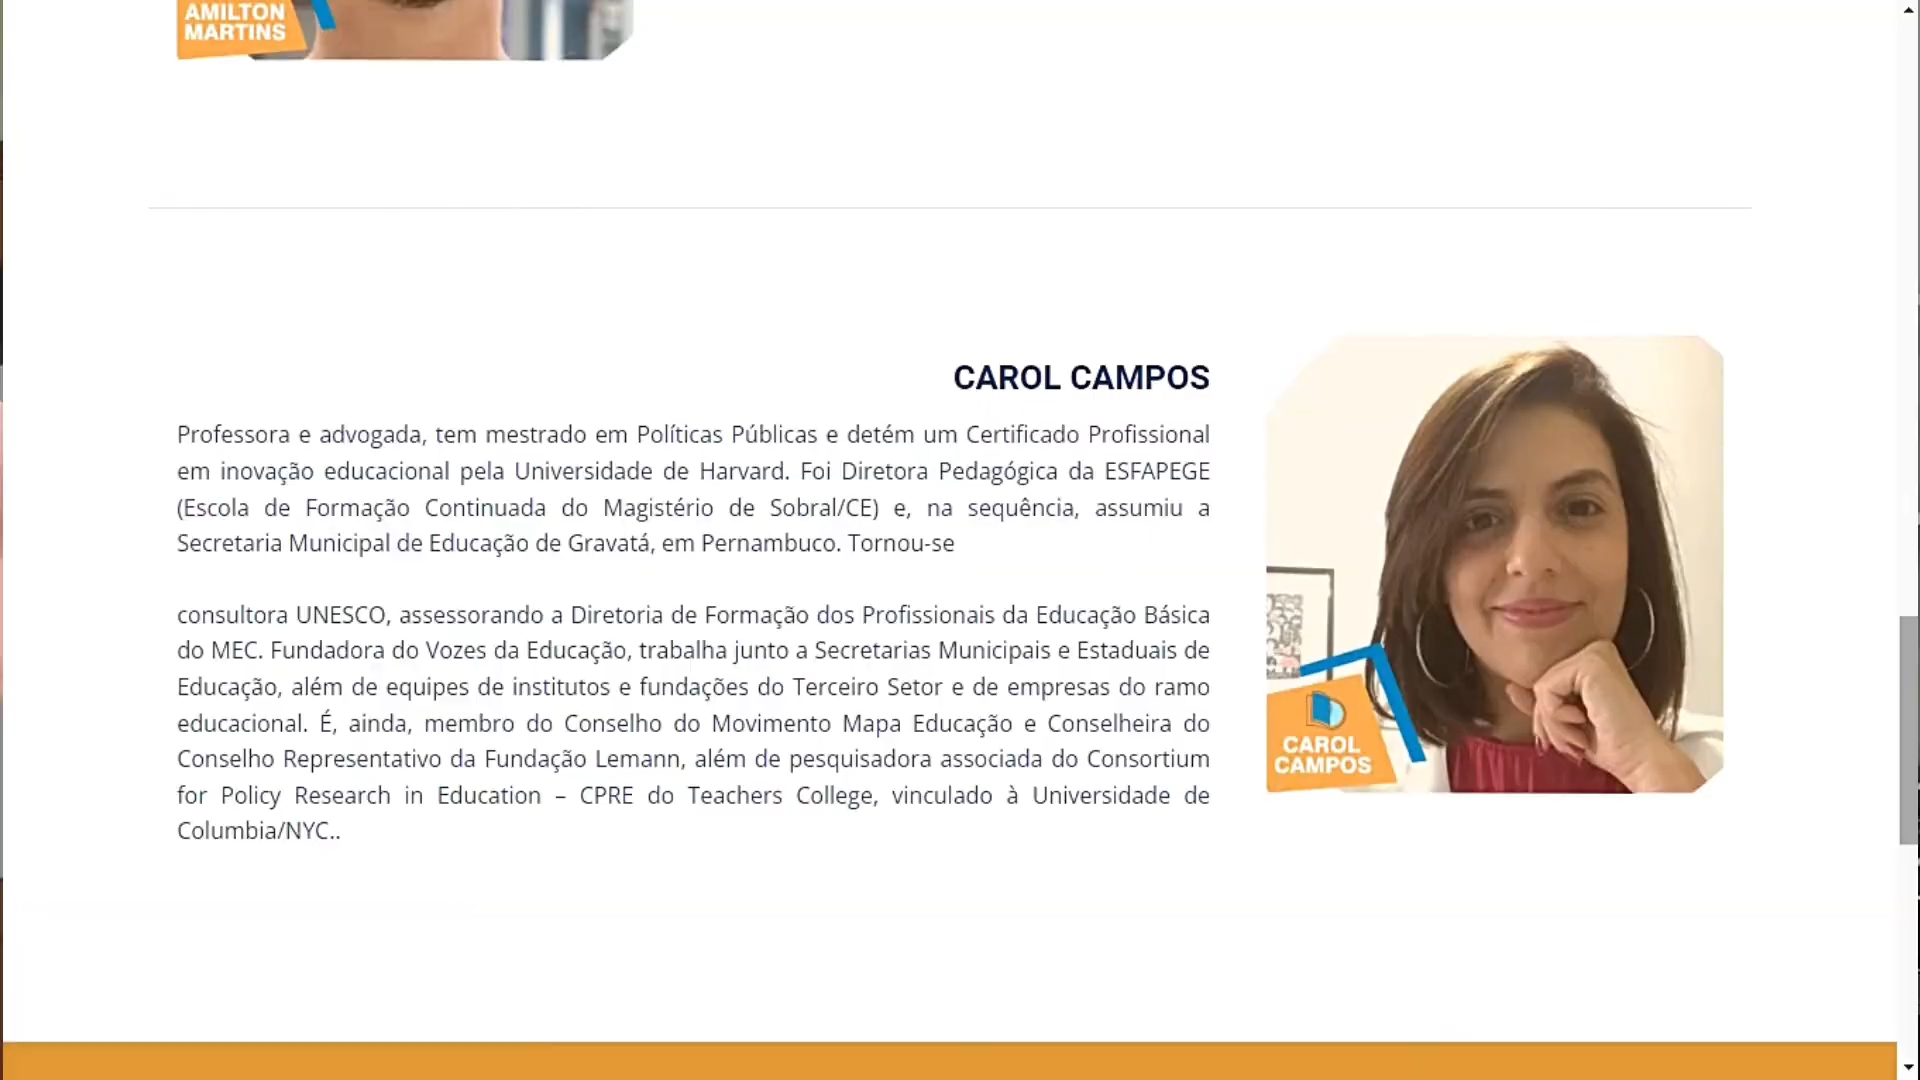 AMILTON
MARTINS
CAROL CAMPOS
Professora e advogada, tem mestrado em Políticas Públicas e detém um Certificado Profissional
em inovação educacional pela Universidade de Harvard. Foi Diretora Pedagógica da ESFAPEGE
(Escola de Formação Continuada do Magistério de Sobral/CE) e, na sequência, assumiu a
Secretaria Municipal de Educação de Gravatá, em Pernambuco. Tornou-se
consultora UNESCO, assessorando a Diretoria de Formação dos Profissionais da Educação Básica
do MEC. Fundadora do Vozes da Educação, trabalha junto a Secretarias Municipais e Estaduais de
Educação, além de equipes de institutos e fundações do Terceiro Setor e de empresas do ramo
educacional. É, ainda, membro do Conselho do Movimento Mapa Educação e Conselheira do
Conselho Representativo da Fundação Lemann, além de pesquisadora associada do Consortium
for Policy Research in Education – CPRE do Teachers College, vinculado à Universidade de
Columbia/NYC..
CAROL
CAMPOS